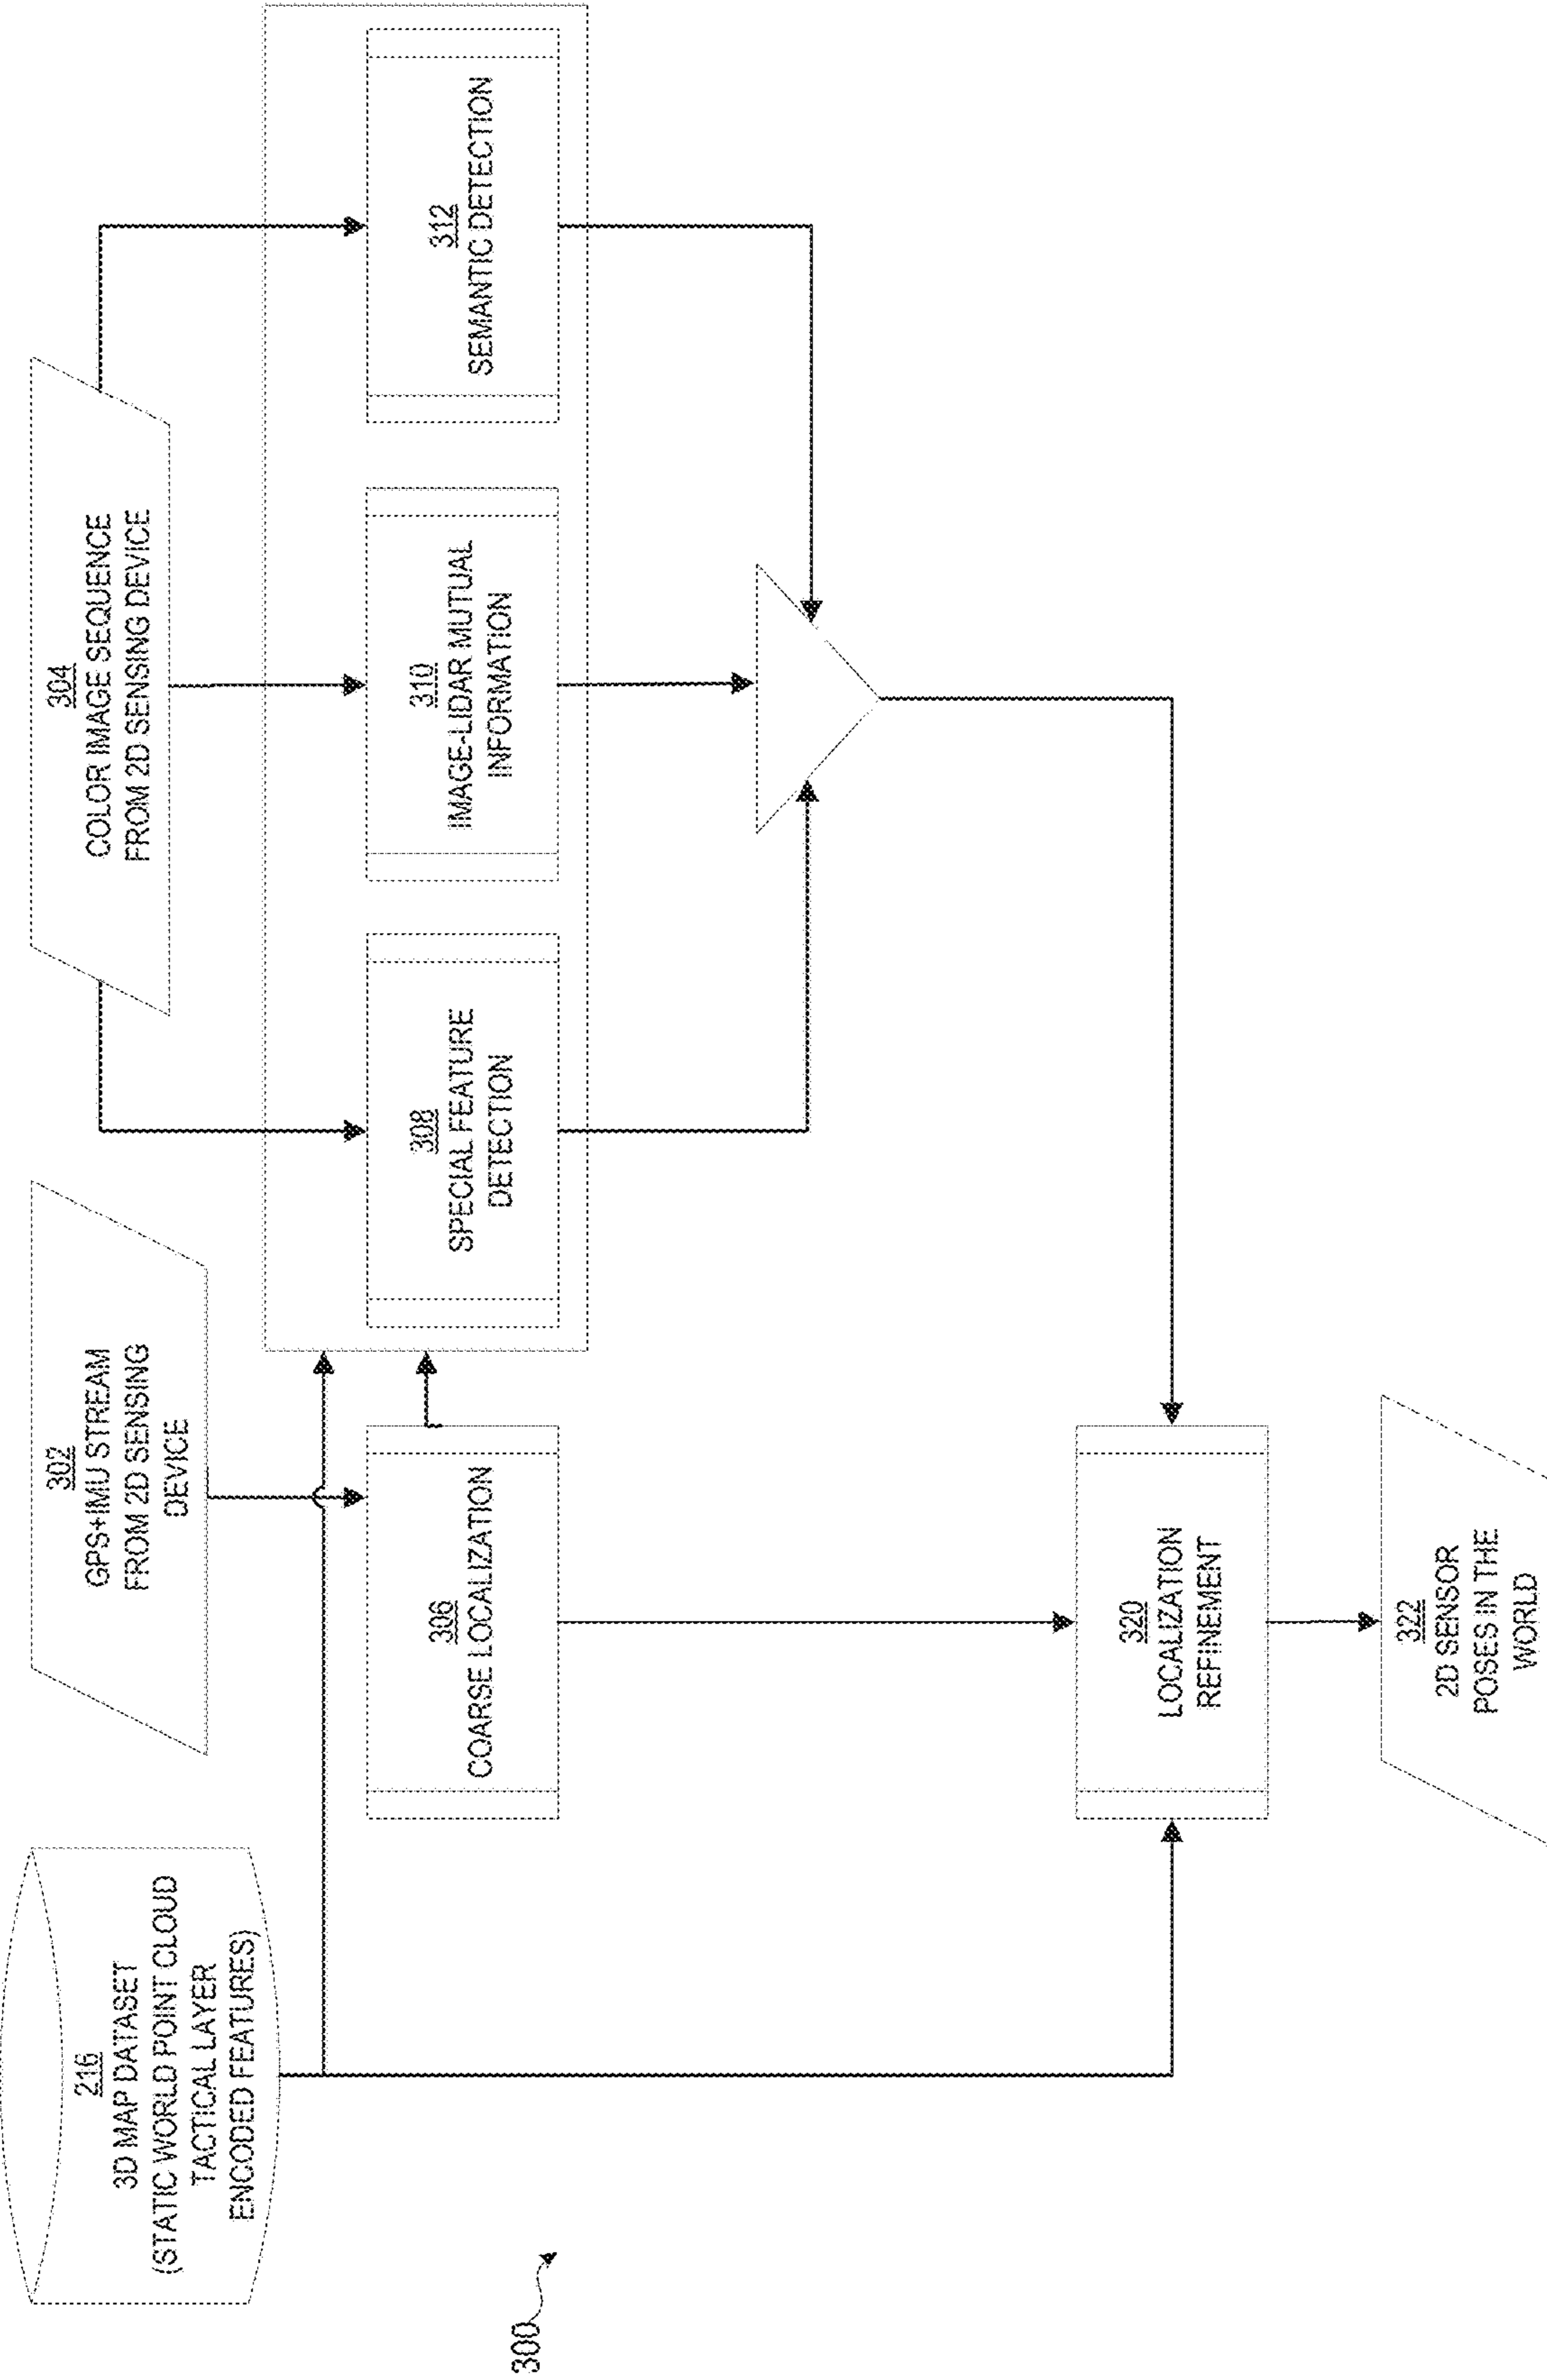 300
216
3D MAP DATASET
(STATIC WORLD POINT CLOUD
TACTICAL LAYER
ENCODED FEATURES)
302
GPS+IMU STREAM
FROM 2D SENSING
DEVICE
304
COLOR IMAGE SEQUENCE
FROM 2D SENSING DEVICE
306
COARSE LOCALIZATION
308
SPECIAL FEATURE
DETECTION
310
IMAGE-LIDAR MUTUAL
INFORMATION
312
SEMANTIC DETECTION
320
LOCALIZATION
REFINEMENT
322
2D SENSOR
POSES IN THE
WORLD